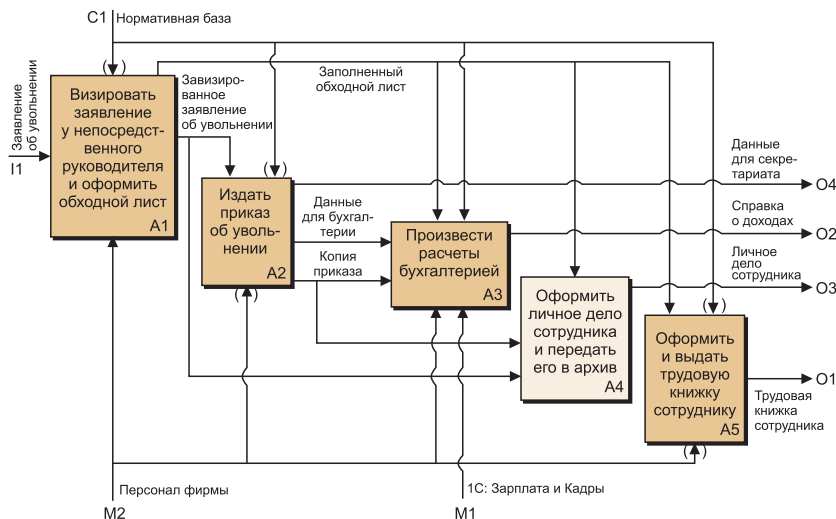 C1
Нормативная база
Заявление
об увольнении
I1
Визировать
заявление
у непосредст-
венного
руководителя
и оформить
обходной лист
A1
Завизиро-
ванное
заявление
об увольнении
Заполненный
обходной лист
Издать
приказ
об уволь-
нении
A2
Данные
для бухгал-
терии
Копия
приказа
Произвести
расчеты
бухгалтерией
A3
Оформить
личное дело
сотрудника
и передать
его в архив
A4
Оформить
и выдать
трудовую
книжку
сотруднику
A5
Данные
для секре-
тариата
O4
Справка
о доходах
O2
Личное
дело
сотрудника
O3
O1
Трудовая
книжка
сотрудника
Персонал фирмы
M2
1С: Зарплата и Кадры
M1